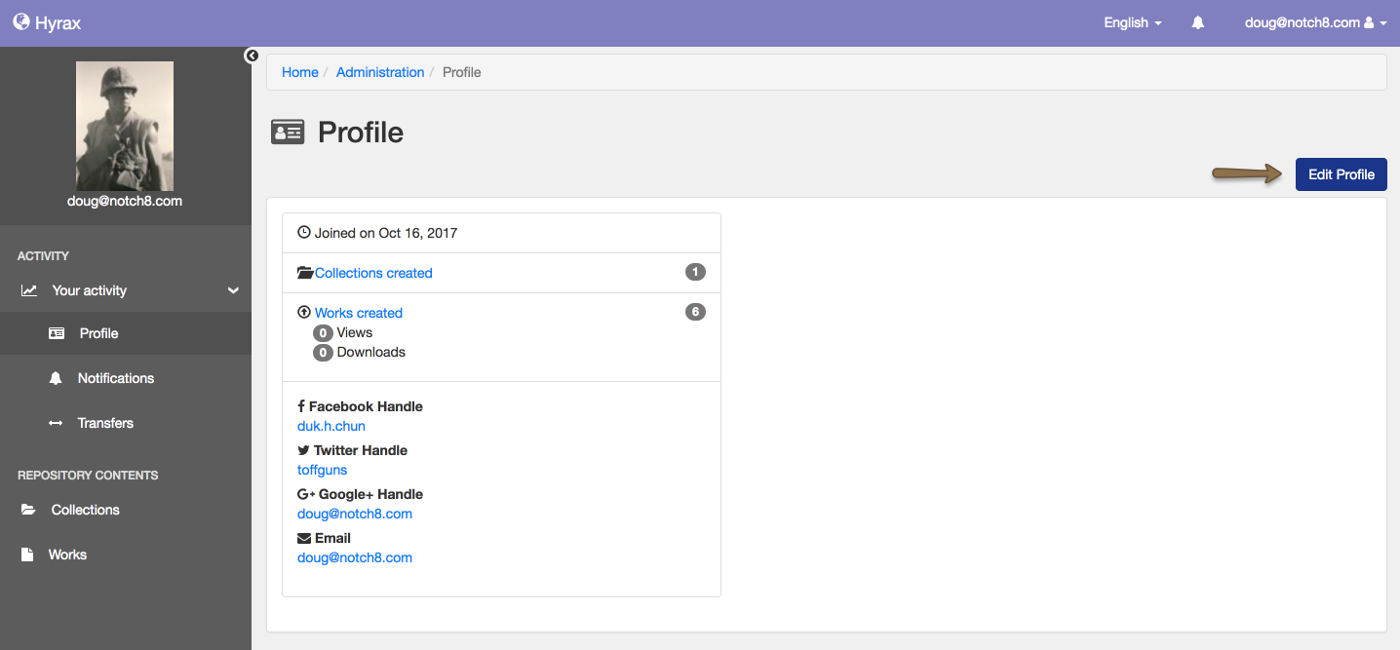 Hyrax
English
doug@notch8.com
doug@notch8.com
ACTIVITY
Your activity
Profile
Notifications
Transfers
REPOSITORY CONTENTS
Collections
Works
Home / Administration / Profile
Profile
Edit Profile
Joined on Oct 16, 2017
Collections created 1
Works created 6
0 Views
0 Downloads
Facebook Handle
duk.h.chun
Twitter Handle
toffguns
G+ Google+ Handle
doug@notch8.com
Email
doug@notch8.com